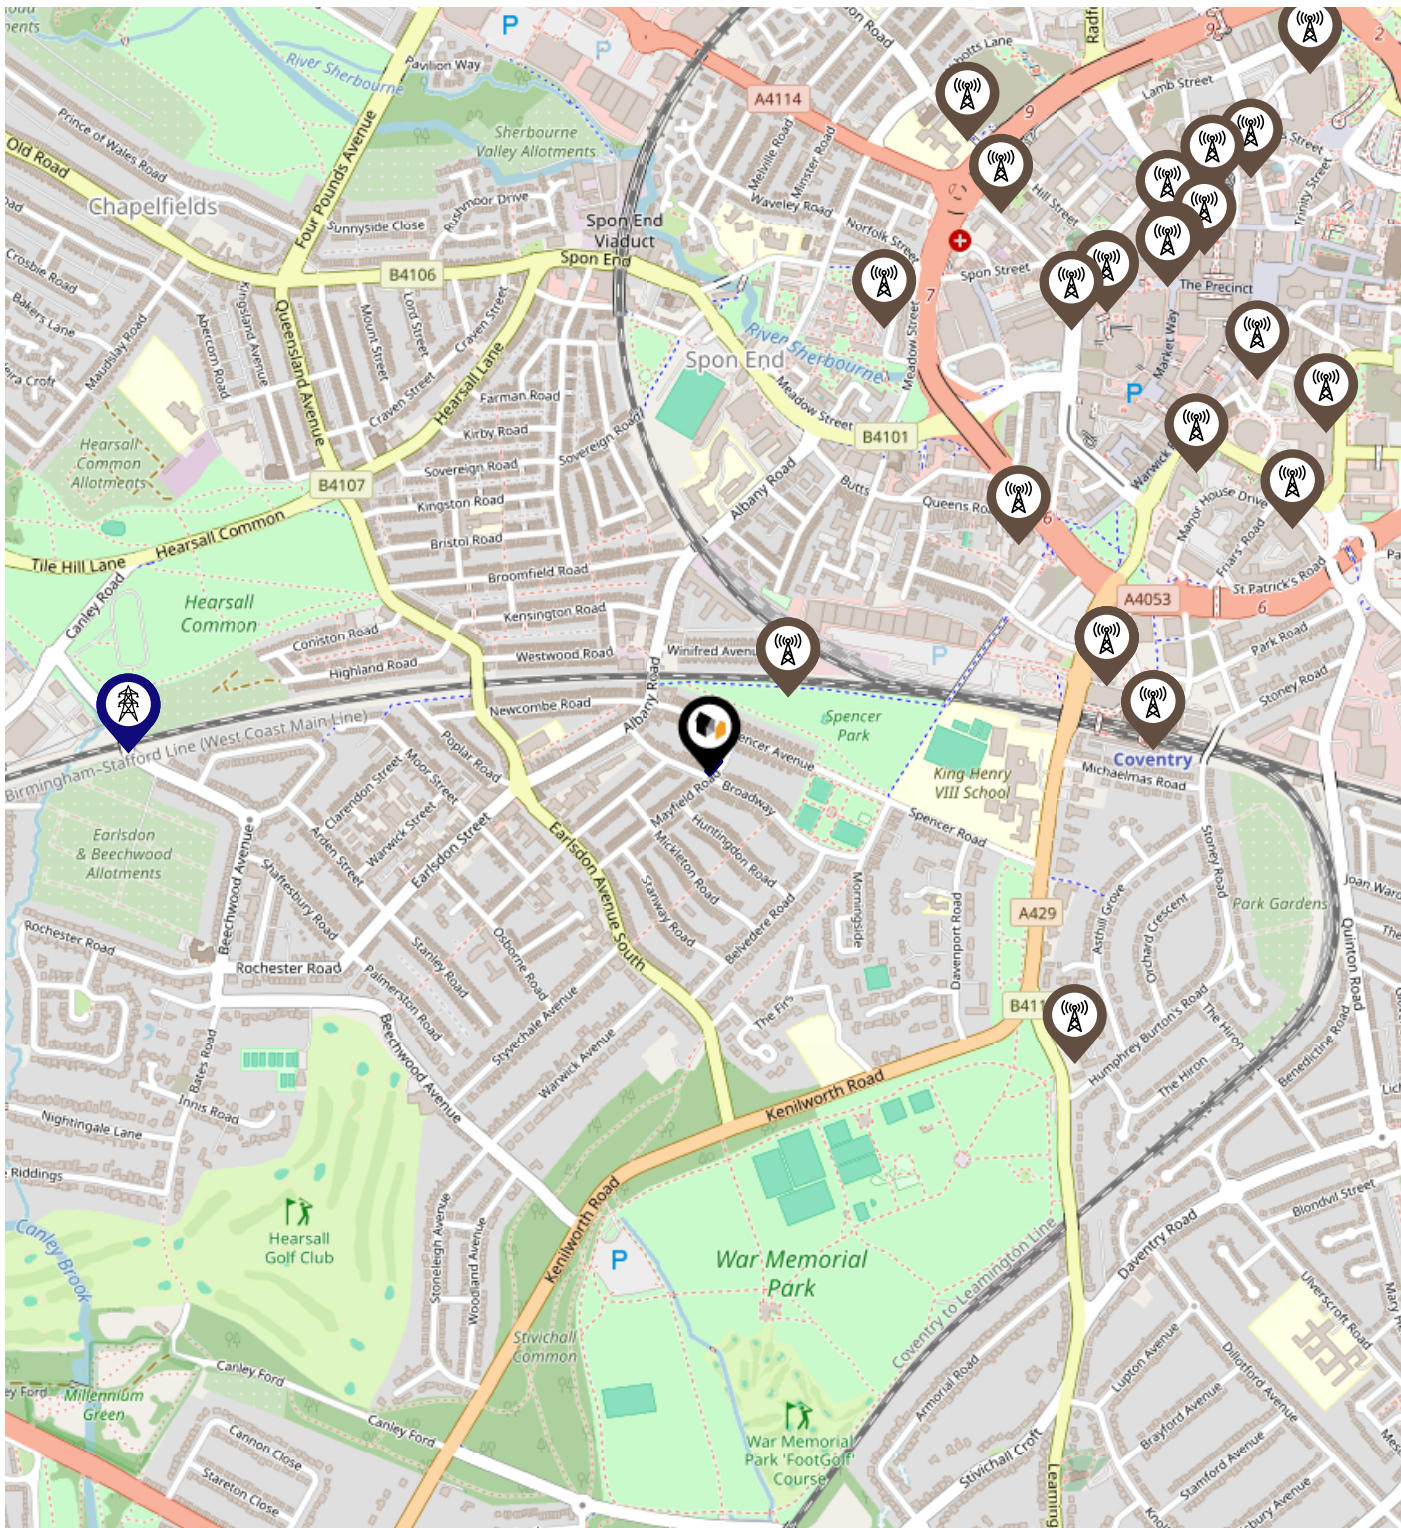 River Sherbourne
Pavilion Way
Prince of Wales Road
Old Road
Chapelfields
Four Pounds Avenue
Sherbourne
Valley Allotments
Rushmoor Drive
Sunnyside Close
A4114
Abbotts Lane
Lamb Street
9
9
2
Melville Road
Minster Road
Waveley Road
Norfolk Street
Hill Street
Trinity Street
Street
Spon End
Viaduct
Spon End
Spon Street
7
The Precinct
Crosbie Road
Bakers Lane
Maudslay Road
B4106
Kingsland Avenue
Abercorn Road
Queensland Avenue
Mount Street
Lord Street
Craven Street
Craven Street
Hearsall Lane
Farman Road
Kirby Road
Sovereign Road
Sovereign Road
Kingston Road
Bristol Road
Spon End
River Sherbourne
Meadow Street
Meadow Street
Market Way
P
P
P
B4101
Albany Road
Butts
Warwick
Manor House Drive
Friars' Road
St.Patrick's Road
6
6
Hearsall
Common
Allotments
B4107
Hearsall Common
Tile Hill Lane
Canley Road
Hearsall
Common
Broomfield Road
Kensington Road
Coniston Road
Highland Road
Westwood Road
Winifred Avenue
P
A4053
Park Road
Stoney Road
Birmingham-Stafford Line (West Coast Main Line)
Newcombe Road
Albany Road
Spencer
Park
Spencer Avenue
King Henry
VIII School
Coventry
Michaelmas Road
Poplar Road
Moor Street
Clarendon Street
Warwick Street
Arden Street
Earlsdon Street
Mayfield Road
Broadway
Huntingdon Road
Mickleton Road
Stanway Road
Belvedere Road
Spencer Road
Earlsdon
& Beechwood
Allotments
Beechwood Avenue
Shaftesbury Road
Earlsdon Avenue South
Morningside
Davenport Road
A429
Asthill Grove
Orchard Crescent
Stoney Road
Park Gardens
Quinton Road
Rochester Road
Rochester Road
Stanley Road
Osborne Road
Palmerston Road
Styvechale Avenue
Warwick Avenue
The Firs
Humphrey Burton's Road
The Hiron
The Hiron
Benedictine Road
Bates Road
Innis Road
Nightingale Lane
Beechwood Avenue
Kenilworth Road
Riddings
Hearsall
Golf Club
Canley Brook
Stoneleigh Avenue
Woodland Avenue
Kenilworth Road
P
War Memorial
Park
Stivichall
Common
Coventry to Leamington Line
Daventry Road
Blondvil Street
Ulverscroft Road
Dillotford Avenue
Lupton Avenue
Brayford Avenue
Stamford Avenue
Armorial Road
Stivichall Croft
Canley Ford
Canley Ford
Millennium
Green
Cannon Close
Stareton Close
War Memorial
Park 'FootGolf'
Course